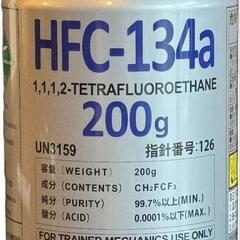 HFC-134a
1,1,1,2-TETRAFLUOROETHANE
200g
UN3159 指針番号:126
容量(WEIGHT) 200g
成分(CONTENTS) CH₂FCF₃
純分(PURITY) 99.7%以上(MIN.)
酸分(ACID) 0.0001%以下(MAX.)
FOR TRAINED MECHANICS USE ONLY